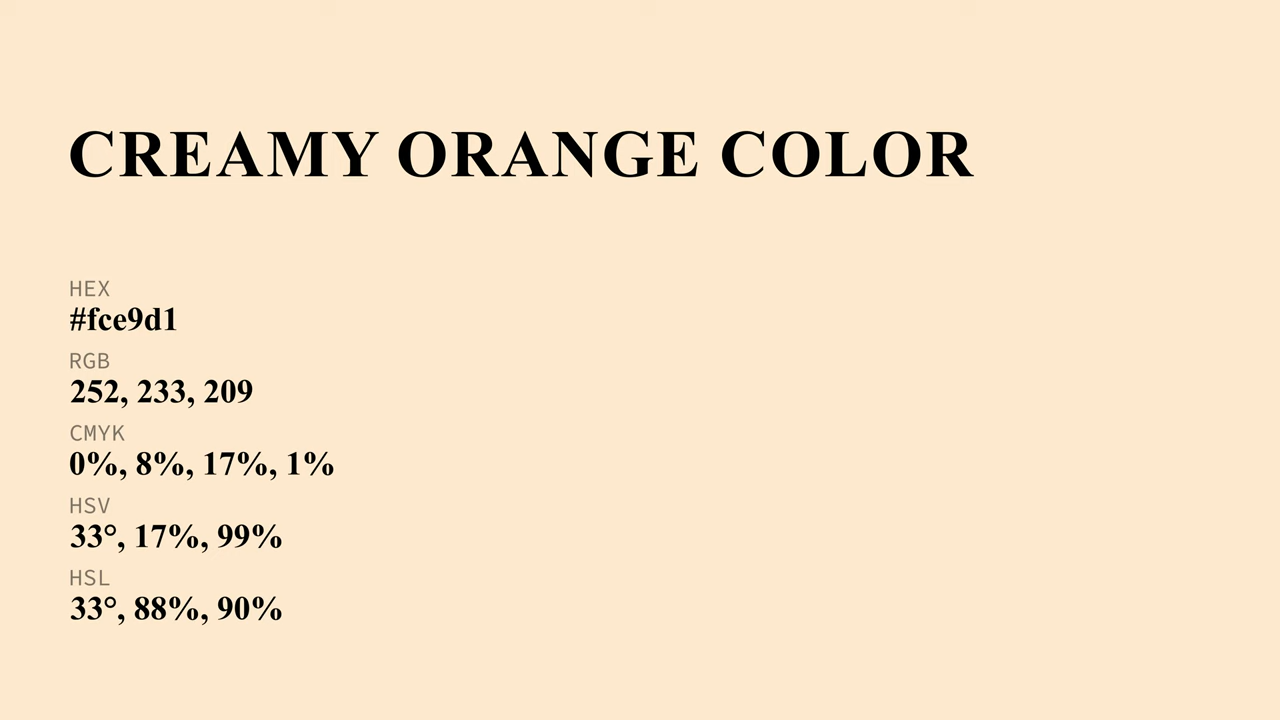 CREAMY ORANGE COLOR
HEX
#fce9d1
RGB
252, 233, 209
CMYK
0%, 8%, 17%, 1%
HSV
33°, 17%, 99%
HSL
33°, 88%, 90%